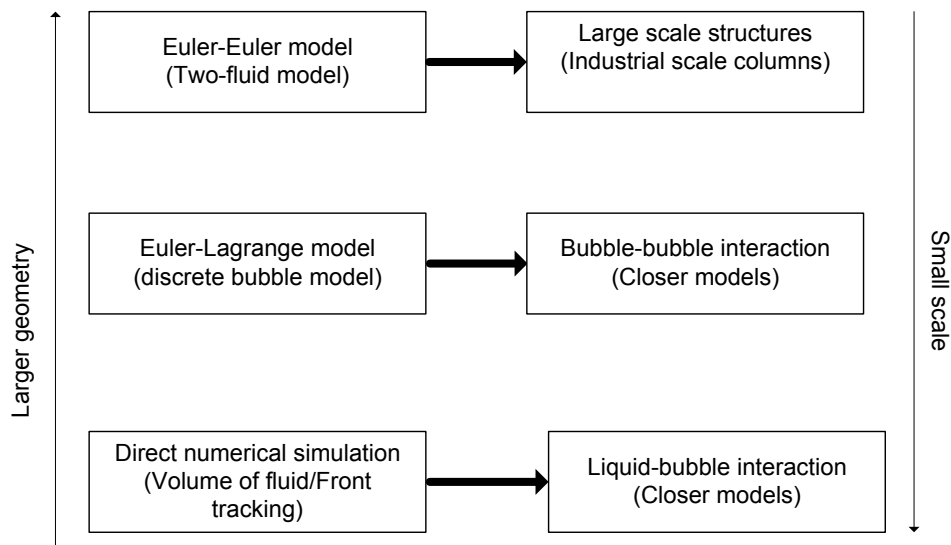 Euler-Euler model
(Two-fluid model)
Large scale structures
(Industrial scale columns)
Larger geometry
Euler-Lagrange model
(discrete bubble model)
Bubble-bubble interaction
(Closer models)
Small scale
Direct numerical simulation
(Volume of fluid/Front
tracking)
Liquid-bubble interaction
(Closer models)